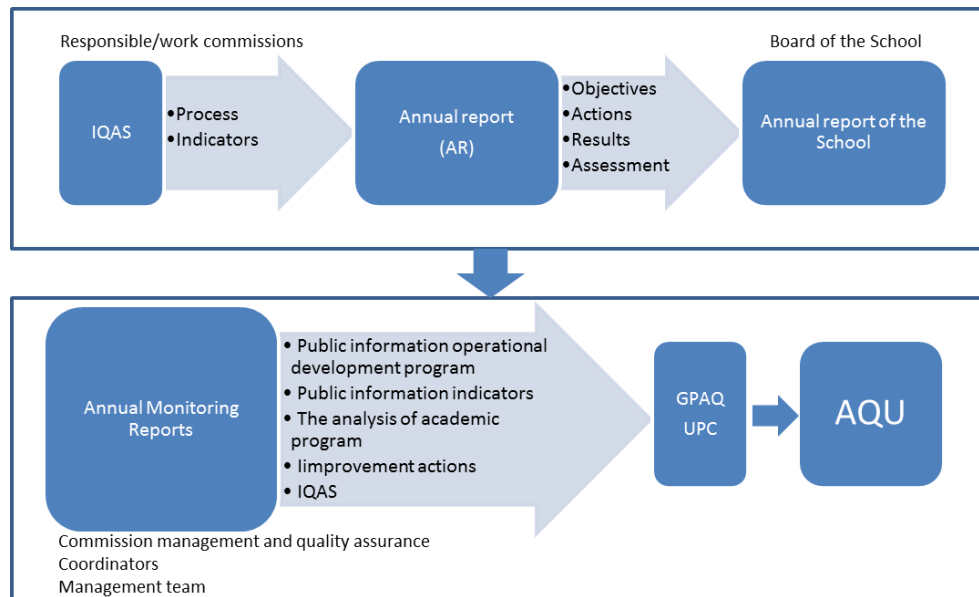 Responsible/work commissions
Board of the School
IQAS
•Process
•Indicators
Annual report
(AR)
•Objectives
•Actions
•Results
•Assessment
Annual report of the
School
Annual Monitoring
Reports
• Public information operational
development program
• Public information indicators
• The analysis of academic
program
• Iimprovement actions
• IQAS
GPAQ
UPC
AQU
Commission management and quality assurance
Coordinators
Management team